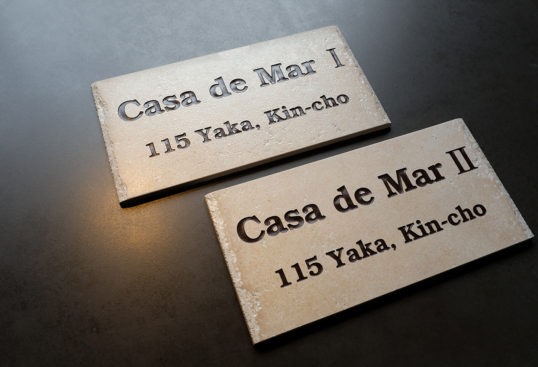 Casa de Mar Ⅰ
115 Yaka, Kin-cho
Casa de Mar Ⅱ
115 Yaka, Kin-cho